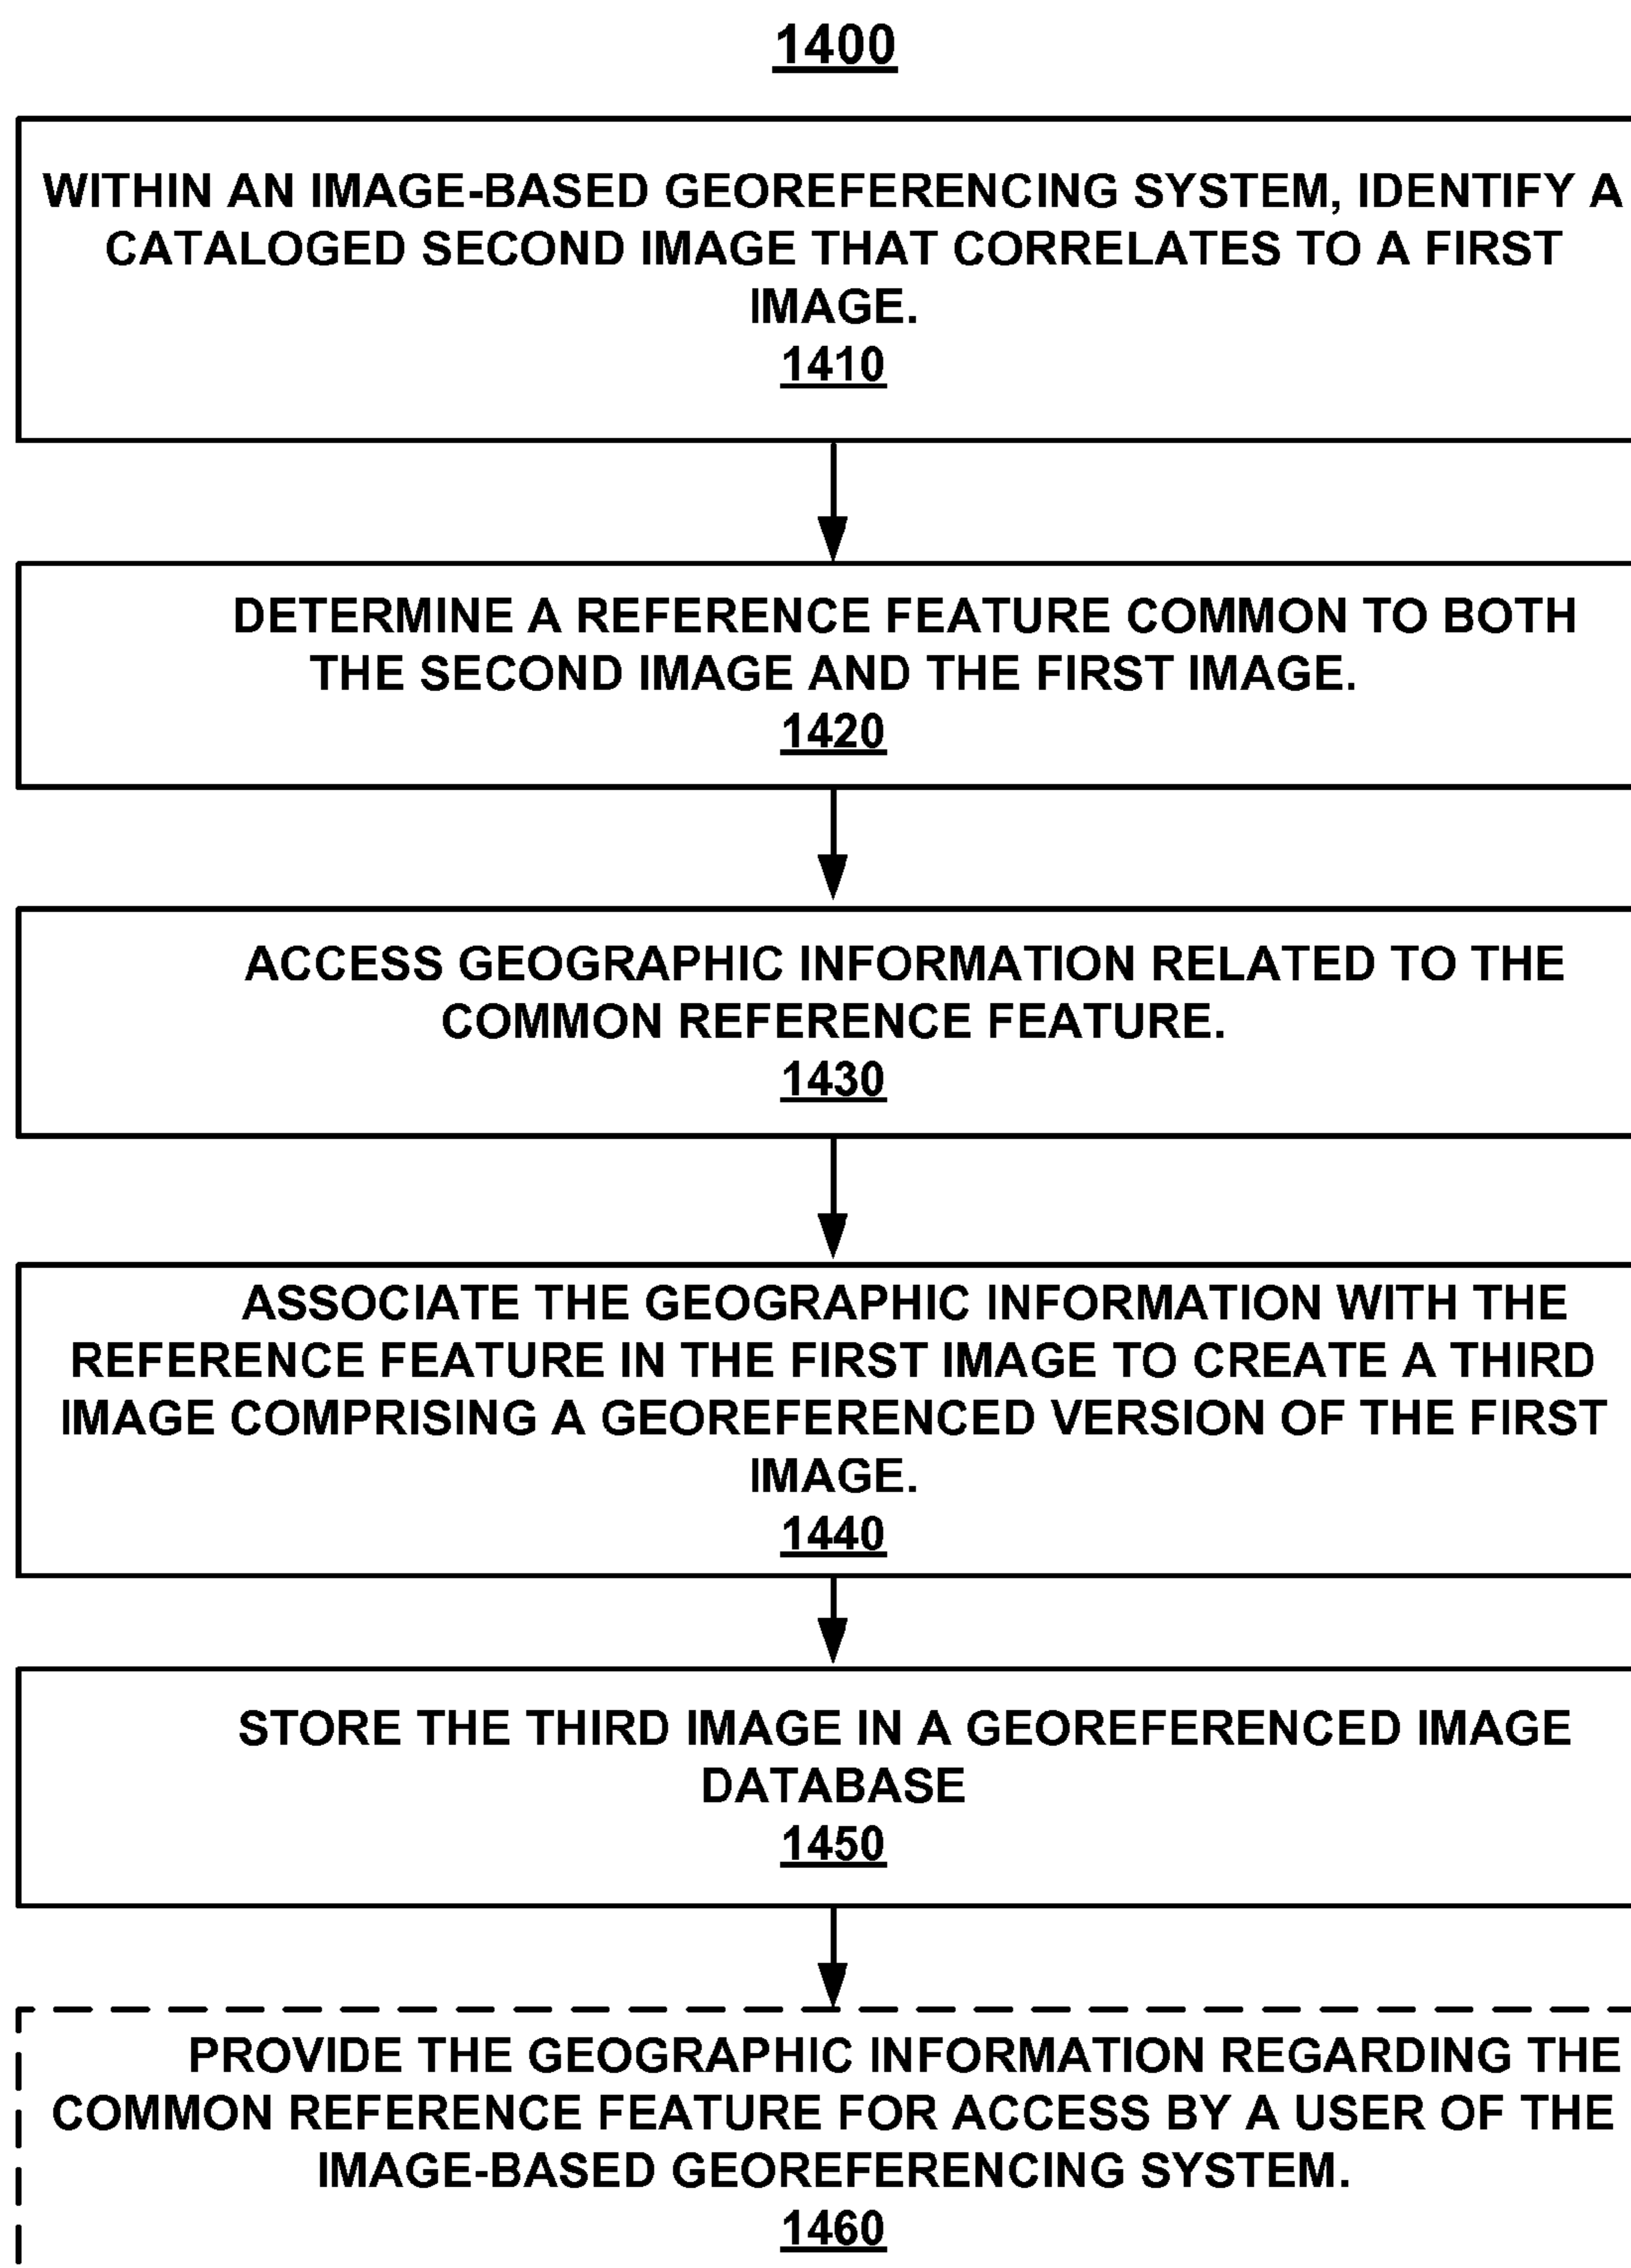 1400
WITHIN AN IMAGE-BASED GEOREFERENCING SYSTEM, IDENTIFY A
CATALOGED SECOND IMAGE THAT CORRELATES TO A FIRST
IMAGE.
1410
DETERMINE A REFERENCE FEATURE COMMON TO BOTH
THE SECOND IMAGE AND THE FIRST IMAGE.
1420
ACCESS GEOGRAPHIC INFORMATION RELATED TO THE
COMMON REFERENCE FEATURE.
1430
ASSOCIATE THE GEOGRAPHIC INFORMATION WITH THE
REFERENCE FEATURE IN THE FIRST IMAGE TO CREATE A THIRD
IMAGE COMPRISING A GEOREFERENCED VERSION OF THE FIRST
IMAGE.
1440
STORE THE THIRD IMAGE IN A GEOREFERENCED IMAGE
DATABASE
1450
PROVIDE THE GEOGRAPHIC INFORMATION REGARDING THE
COMMON REFERENCE FEATURE FOR ACCESS BY A USER OF THE
IMAGE-BASED GEOREFERENCING SYSTEM.
1460